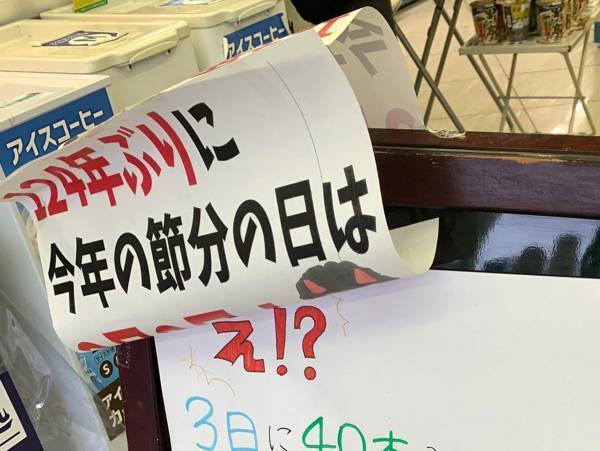 アイスコーヒー
アイスコーヒー
124年ぶりに
今年の節分の日は
え!?
3日に40本